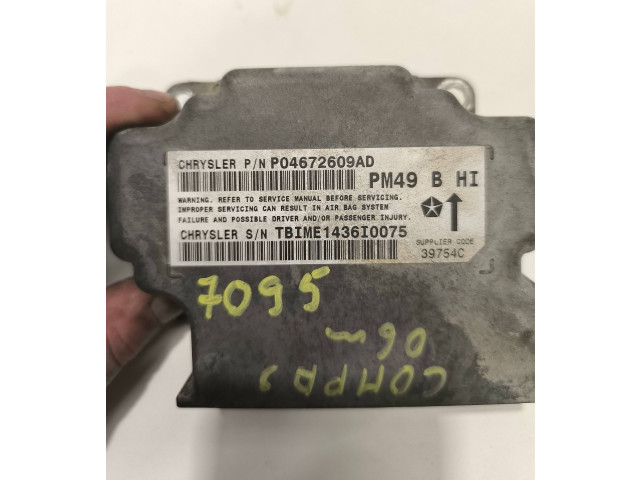 CHRYSLER P/N P04672609AD
PM49 B HI
WARNING. REFER TO SERVICE MANUAL BEFORE SERVICING.
IMPROPER SERVICING CAN RESULT IN AIR BAG SYSTEM
FAILURE AND POSSIBLE DRIVER AND/OR PASSENGER INJURY.
CHRYSLER S/N TBIME1436I0075
SUPPLIER CODE
39754C
7095
06m
COMPAS